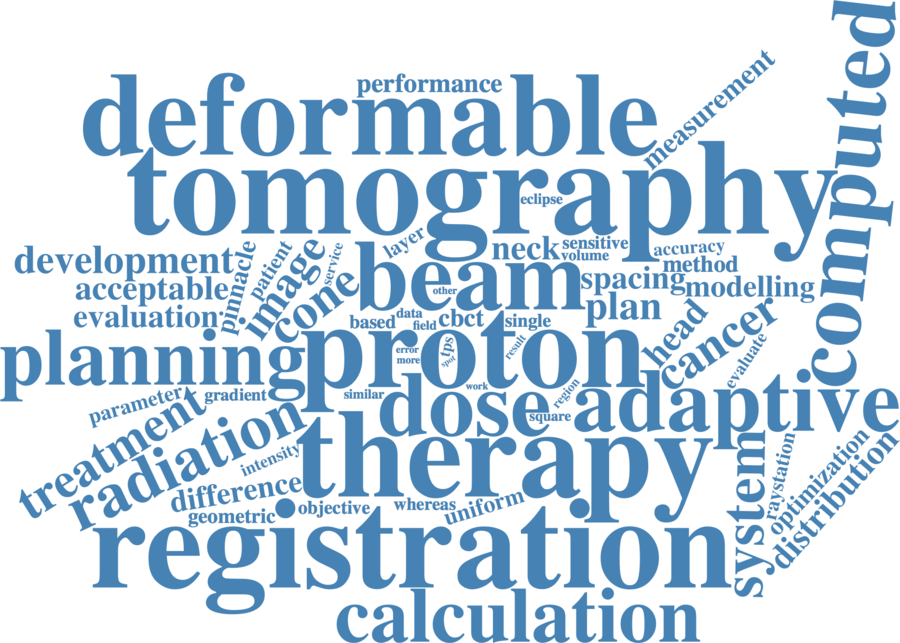 computed
performance
deformable
measurement
tomography
eclipse
layer
neck
sensitive
volume
accuracy
method
development
pinnacle
patient
image
service
beam
spacing
modelling
acceptable
cone
other
plan
evaluation
based
data
field
cbct
single
head
cancer
planning
proton
error
more
tps
spot
result
evaluate
parameter
gradient
similar
work
region
dose
square
adaptive
treatment
radiation
intensity
therapy
system
raystation
optimization
distribution
difference
geometric
objective
whereas
uniform
registration
calculation